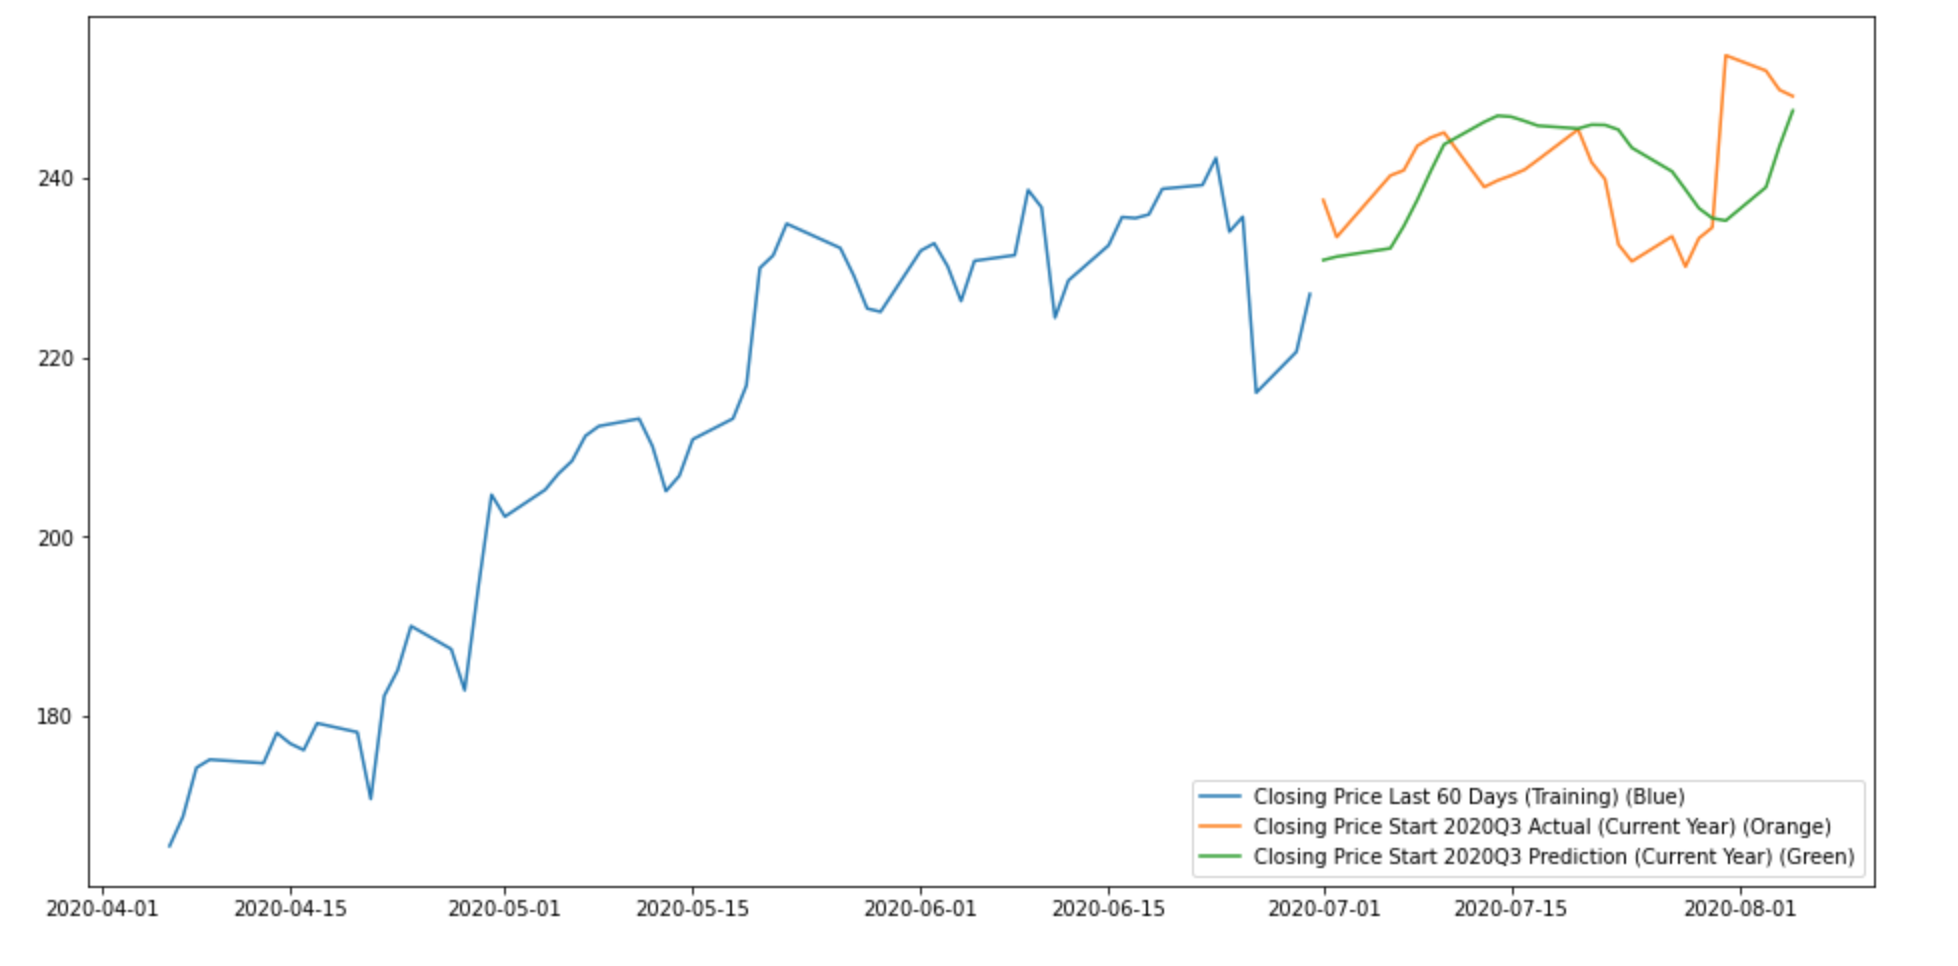 240
220
200
180
Closing Price Last 60 Days (Training) (Blue)
Closing Price Start 2020Q3 Actual (Current Year) (Orange)
Closing Price Start 2020Q3 Prediction (Current Year) (Green)
2020-04-01 2020-04-15 2020-05-01 2020-05-15 2020-06-01 2020-06-15 2020-07-01 2020-07-15 2020-08-01